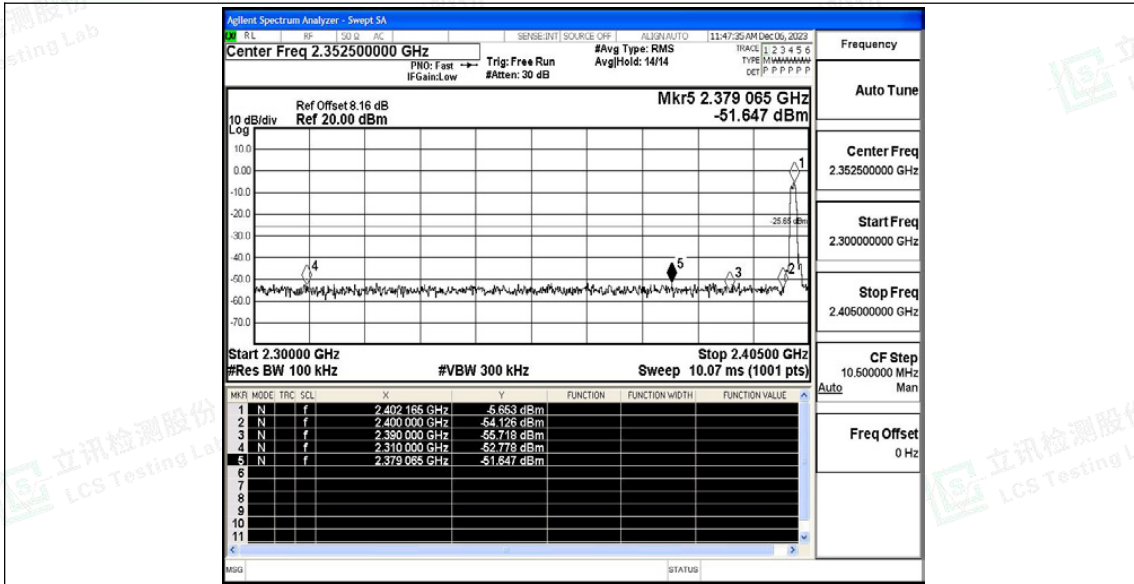 Agilent Spectrum Analyzer - Swept SA
RL RF 50 Ω AC SENSE:INT SOURCE OFF ALIGNAUTO 11:47:35 AM Dec 06, 2023
Center Freq 2.352500000 GHz #Avg Type: RMS TRACE 1 2 3 4 5 6
PNO: Fast Trig: Free Run Avg|Hold: 14/14 TYPE MWWWWW
IFGain:Low #Atten: 30 dB DET P P P P P P
Frequency
Auto Tune
Center Freq
2.352500000 GHz
Start Freq
2.300000000 GHz
Stop Freq
2.405000000 GHz
CF Step
10.500000 MHz
Auto Man
Freq Offset
0 Hz
Mkr5 2.379 065 GHz
-51.647 dBm
Ref Offset 8.16 dB
10 dB/div Ref 20.00 dBm
Log
10.0
0.00
-10.0
-20.0
-30.0
-40.0
-50.0
-60.0
-70.0
-25.65 dBm
1
2
3
4
5
Start 2.30000 GHz Stop 2.40500 GHz
#Res BW 100 kHz #VBW 300 kHz Sweep 10.07 ms (1001 pts)
MKR MODE TRC SCL X Y FUNCTION FUNCTION WIDTH FUNCTION VALUE
1 N f 2.402 165 GHz -5.653 dBm
2 N f 2.400 000 GHz -54.126 dBm
3 N f 2.390 000 GHz -55.718 dBm
4 N f 2.310 000 GHz -52.778 dBm
5 N f 2.379 065 GHz -51.647 dBm
6
7
8
9
10
11
MSG STATUS
立讯检测股份
LCS Testing Lab
立讯检测股份
LCS Testing L